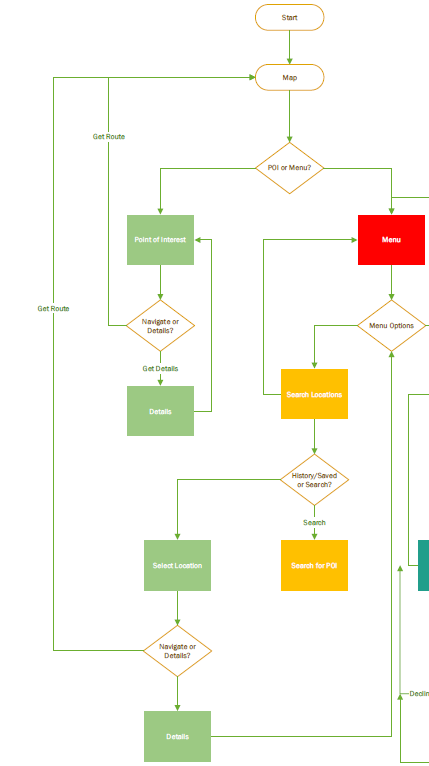 Start
Map
Get Route
POI or Menu?
Point of Interest
Menu
Get Route
Navigate or
Details?
Menu Options
Get Details
Details
Search Locations
History/Saved
or Search?
Search
Select Location
Search for POI
Navigate or
Details?
Declin
Details